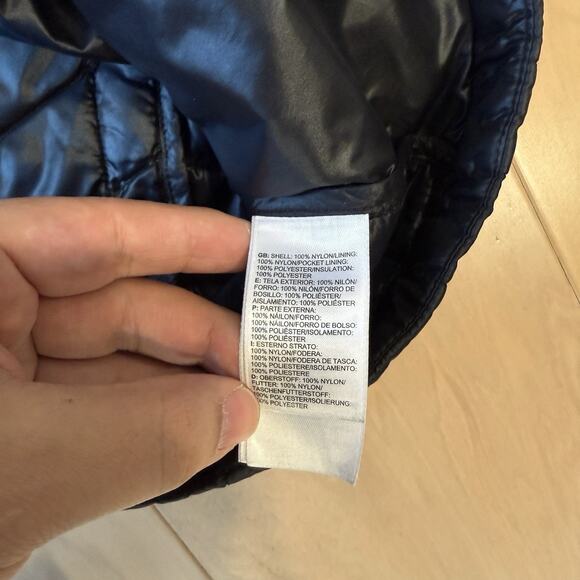 GB: SHELL: 100% NYLON/LINING:
100% NYLON/POCKET LINING:
100% POLYESTER/INSULATION:
100% POLYESTER
E: TELA EXTERIOR: 100% NILÓN/
FORRO: 100% NILÓN/FORRO DE
BOSILLO: 100% POLIÉSTER/
AISLAMIENTO: 100% POLIÉSTER
P: PARTE EXTERNA:
100% NÁILON/FORRO:
100% NÁILON/FORRO DE BOLSO:
100% POLIÉSTER/ISOLAMENTO:
100% POLIÉSTER
I: ESTERNO STRATO:
100% NYLON/FODERA:
100% NYLON/FODERA DE TASCA:
100% POLIESTERE/ISOLAMENTO:
100% POLIESTERE
D: OBERSTOFF: 100% NYLON/
FUTTER: 100% NYLON/
TASCHENFUTTERSTOFF:
100% POLYESTER/ISOLIERUNG:
100% POLYESTER